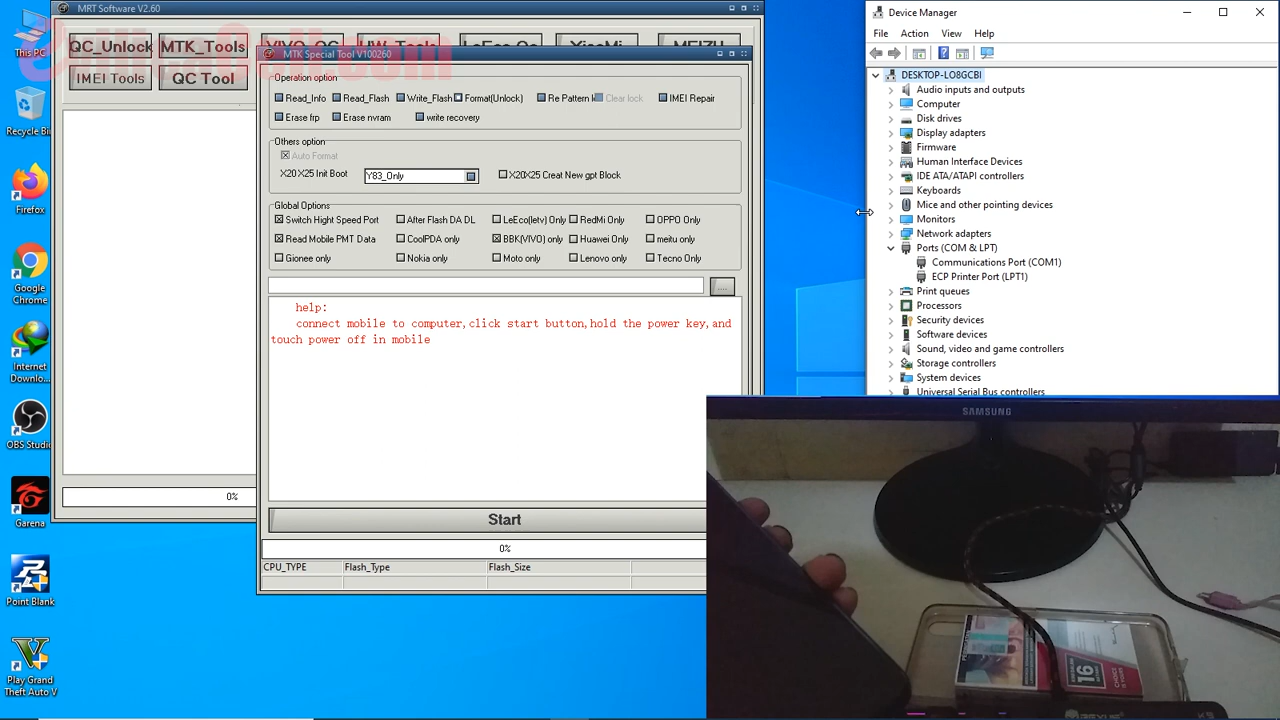 MRT Software V2.60
QC_Unlock
MTK_Tools
IMEI Tools
QC Tool
MTK Special Tool V100260
Operation option
Read_Info
Read_Flash
Write_Flash
Format(Unlock)
Re Pattern l
Clear lock
IMEI Repair
Erase frp
Erase nvram
write recovery
Others option
Auto Format
X20 X25 Init Boot
Y83_Only
X20X25 Creat New gpt Block
Global Options
Switch Hight Speed Port
After Flash DA DL
LeEco(letv) Only
RedMi Only
OPPO Only
Read Mobile PMT Data
CoolPDA only
BBK(VIVO) only
Huawei Only
meitu only
Gionee only
Nokia only
Moto only
Lenovo only
Tecno Only
....
help:
connect mobile to computer,click start button,hold the power key,and
touch power off in mobile
Start
0%
0%
CPU_TYPE
Flash_Type
Flash_Size
This PC
Recycle Bin
Firefox
Google
Chrome
Internet
Downlo...
OBS Studio
Garena
Point Blank
Play Grand
Theft Auto V
Device Manager
File
Action
View
Help
DESKTOP-LO8GCBI
Audio inputs and outputs
Computer
Disk drives
Display adapters
Firmware
Human Interface Devices
IDE ATA/ATAPI controllers
Keyboards
Mice and other pointing devices
Monitors
Network adapters
Ports (COM & LPT)
Communications Port (COM1)
ECP Printer Port (LPT1)
Print queues
Processors
Security devices
Software devices
Sound, video and game controllers
Storage controllers
System devices
Universal Serial Bus controllers
SAMSUNG
16